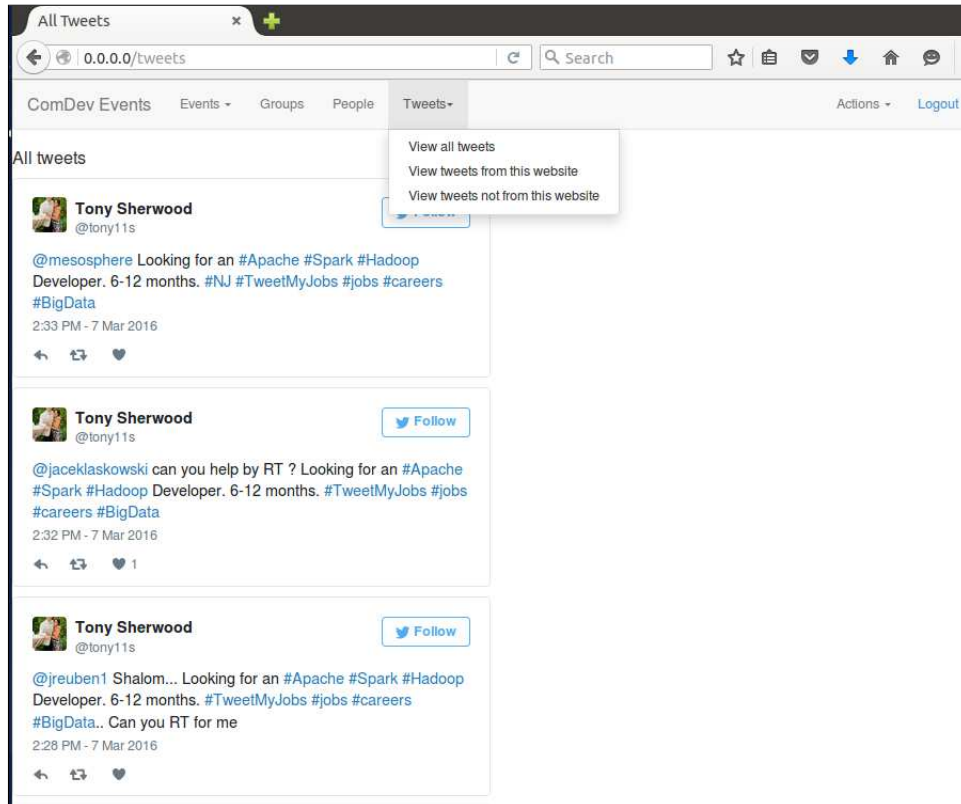 All Tweets
0.0.0.0/tweets
Search
ComDev Events Events Groups People Tweets Actions Logout
View all tweets
View tweets from this website
View tweets not from this website
All tweets
Tony Sherwood
@tony11s
Follow
@mesosphere Looking for an #Apache #Spark #Hadoop
Developer. 6-12 months. #NJ #TweetMyJobs #jobs #careers
#BigData
2:33 PM - 7 Mar 2016
Tony Sherwood
@tony11s
Follow
@jaceklaskowski can you help by RT ? Looking for an #Apache
#Spark #Hadoop Developer. 6-12 months. #TweetMyJobs #jobs
#careers #BigData
2:32 PM - 7 Mar 2016
1
Tony Sherwood
@tony11s
Follow
@jreuben1 Shalom... Looking for an #Apache #Spark #Hadoop
Developer. 6-12 months. #TweetMyJobs #jobs #careers
#BigData.. Can you RT for me
2:28 PM - 7 Mar 2016